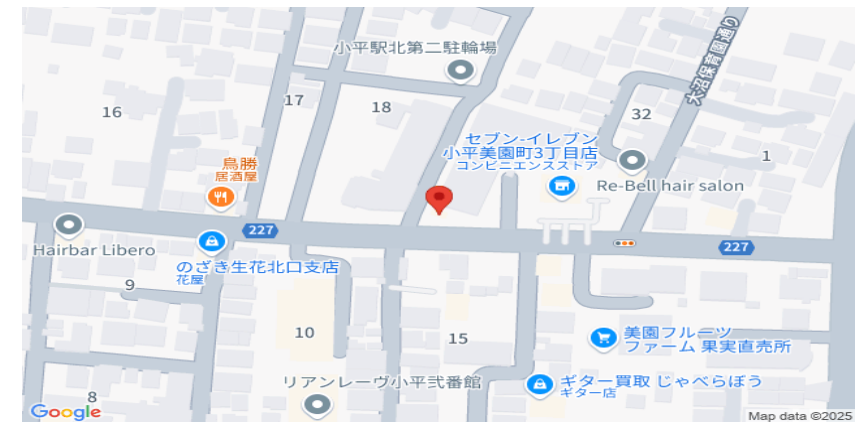 小平駅北第二駐輪場
大沼保育園通り
17
18
16
32
セブン-イレブン
小平美園町3丁目店
コンビニエンスストア
1
鳥勝
居酒屋
Re-Bell hair salon
227
Hairbar Libero
227
のざき生花北口支店
花屋
9
10
15
美園フルーツ
ファーム 果実直売所
リアンレーヴ小平弐番館
ギター買取 じゃべらぼう
ギター店
8
Google
Map data ©2025